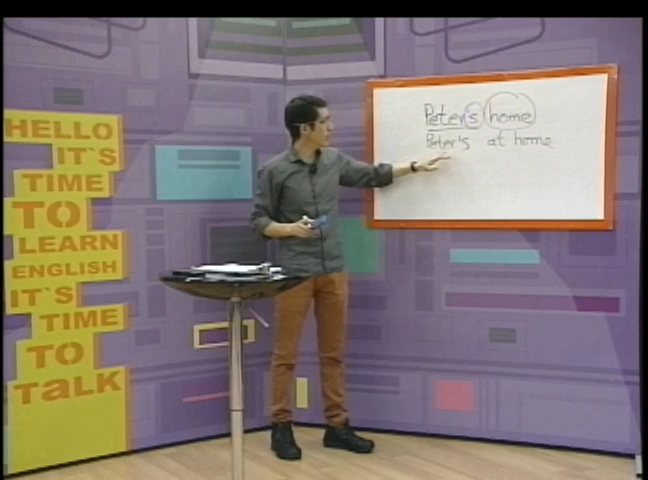 HELLO
IT`S
TIME
TO
LEARN
ENGLISH
IT`S
TIME
TO
TaLK
Peter's home
Peter's at home